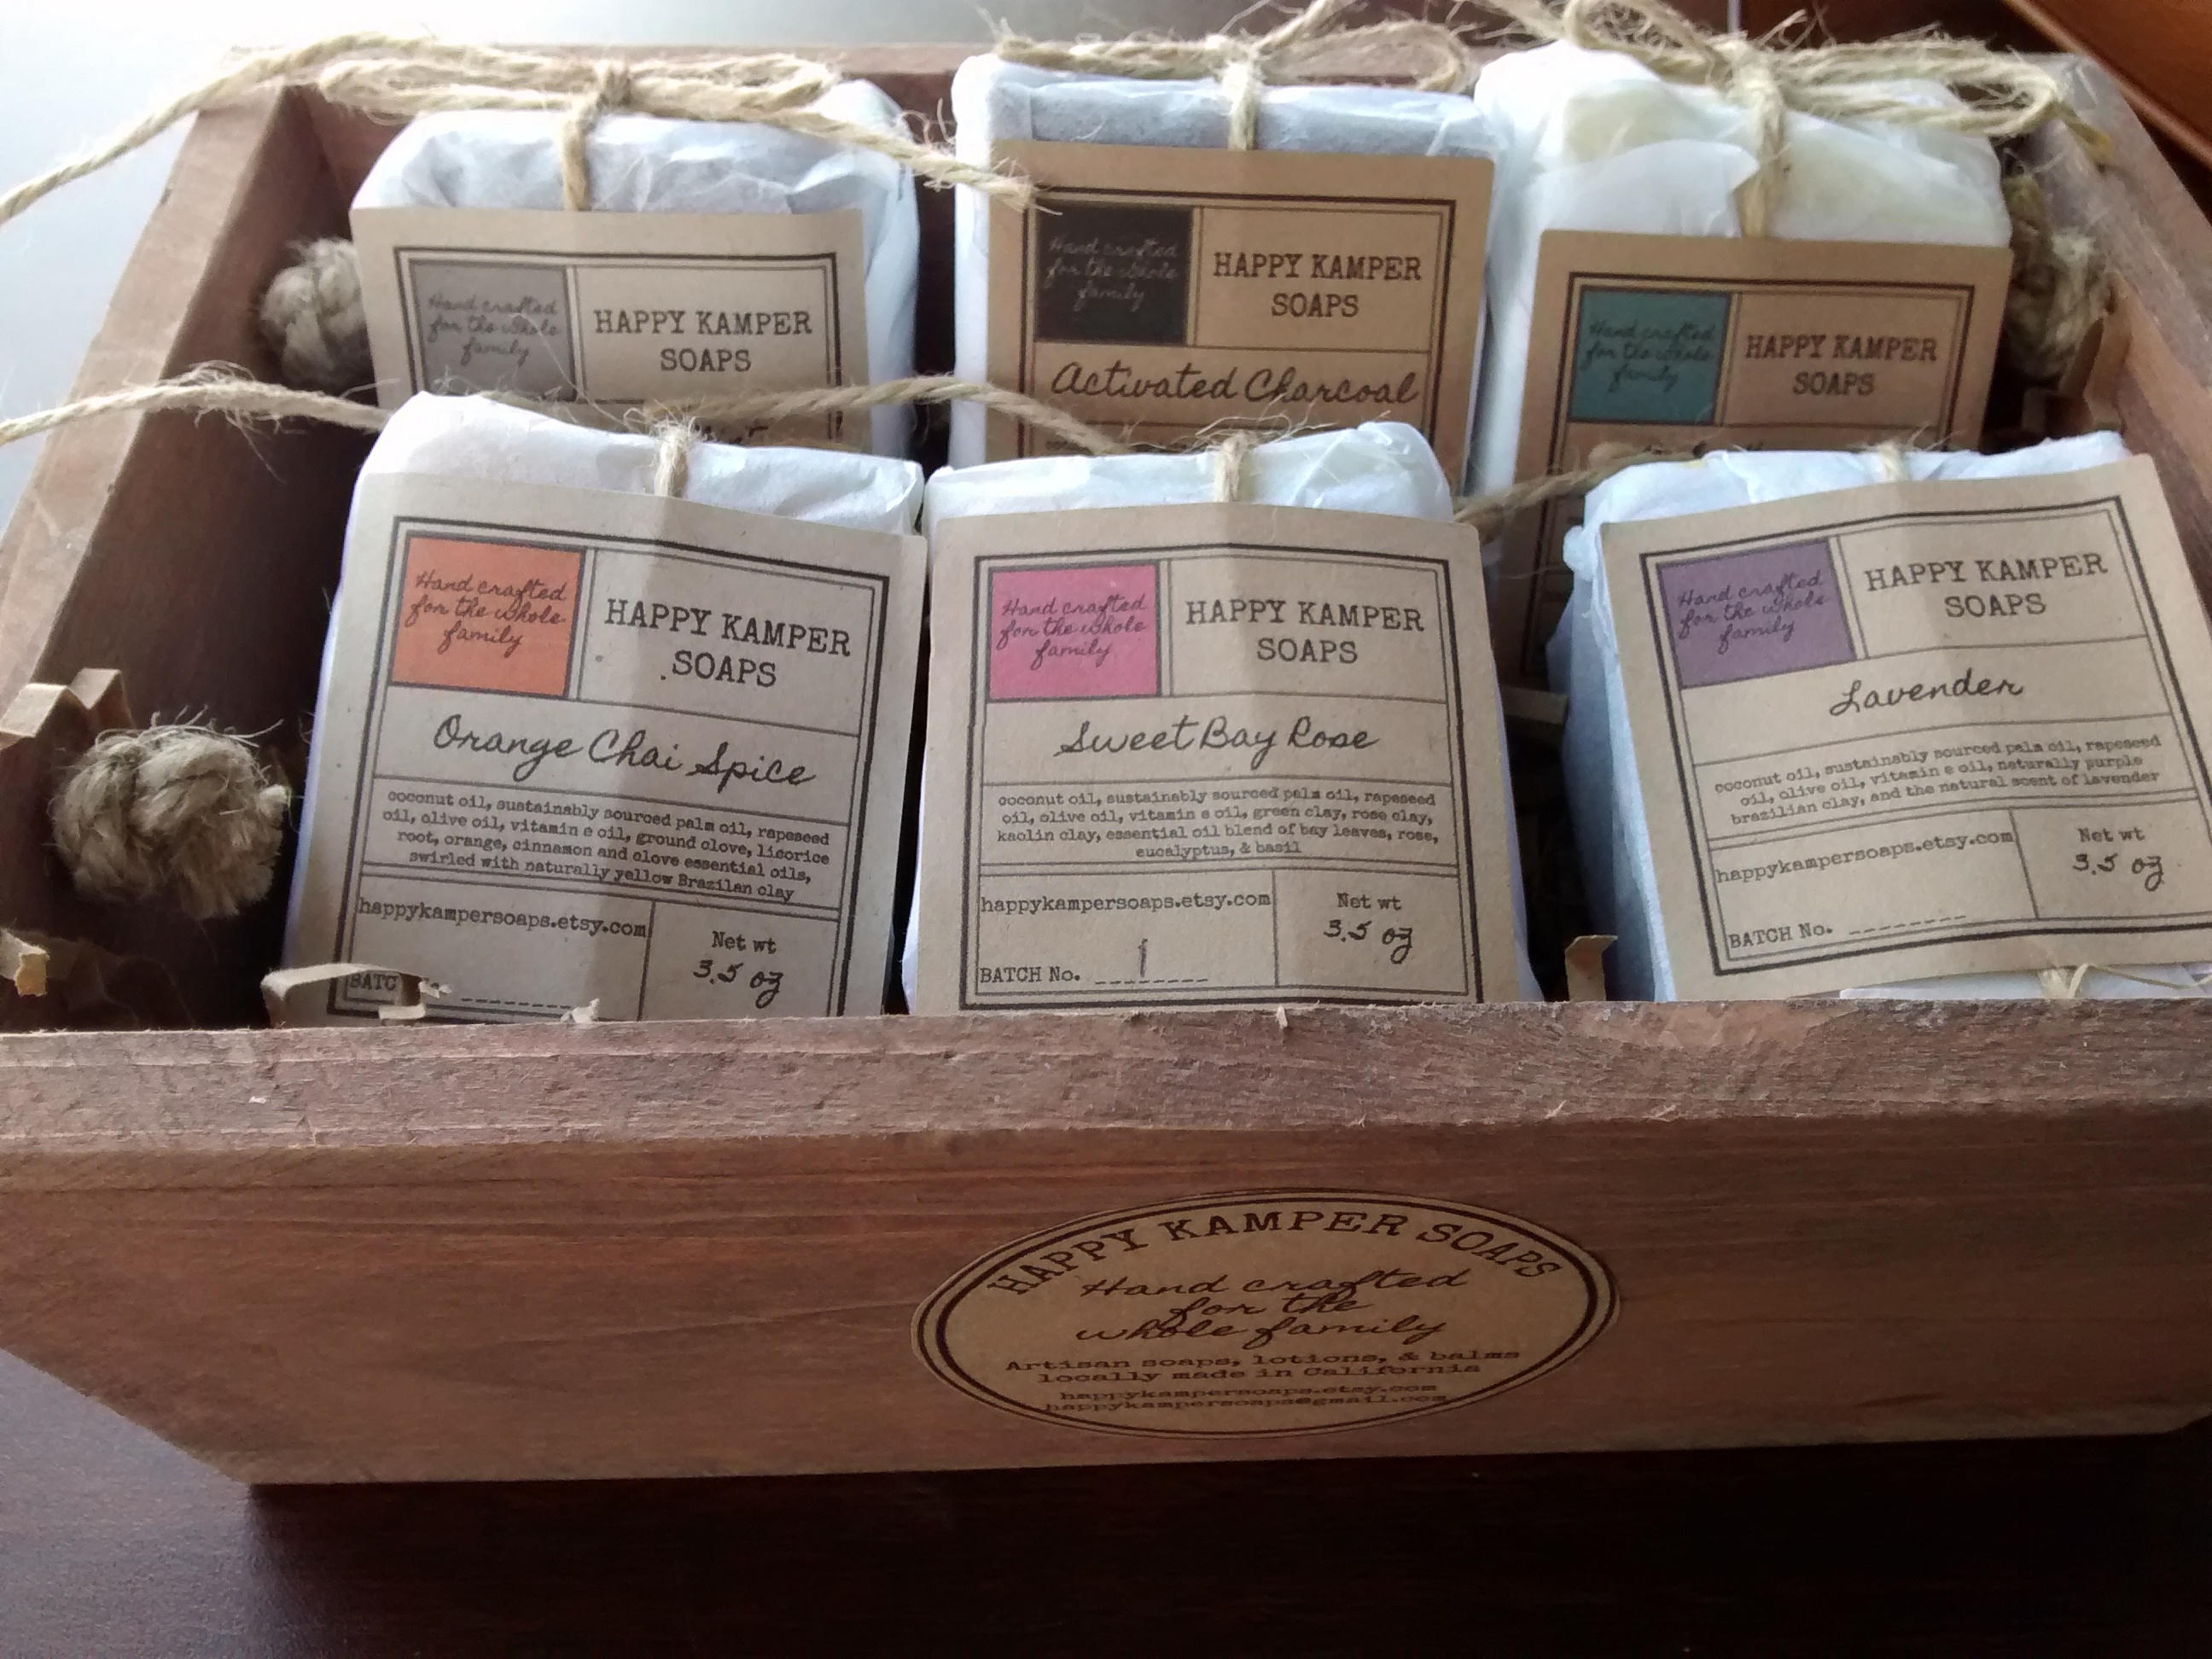 Hand crafted
for the whole
family
HAPPY KAMPER
SOAPS
Hand crafted
for the whole
family
HAPPY KAMPER
SOAPS
Activated Charcoal
Hand crafted
for the whole
family
HAPPY KAMPER
SOAPS
Hand crafted
for the whole
family
HAPPY KAMPER
SOAPS
Orange Chai Spice
coconut oil, sustainably sourced palm oil, rapeseed
oil, olive oil, vitamin e oil, ground clove, licorice
root, orange, cinnamon and clove essential oils,
swirled with naturally yellow Brazilan clay
happykampersoaps.etsy.com
Net wt
3.5 oz
Hand crafted
for the whole
family
HAPPY KAMPER
SOAPS
Sweet Bay Rose
coconut oil, sustainably sourced palm oil, rapeseed
oil, olive oil, vitamin e oil, green clay, rose clay,
kaolin clay, essential oil blend of bay leaves, rose,
eucalyptus, & basil
happykampersoaps.etsy.com
BATCH No. 1
Net wt
3.5 oz
Hand crafted
for the whole
family
HAPPY KAMPER
SOAPS
Lavender
coconut oil, sustainably sourced palm oil, rapeseed
oil, olive oil, vitamin e oil, naturally purple
brazilian clay, and the natural scent of lavender
happykampersoaps.etsy.com
BATCH No.
Net wt
3.5 oz
HAPPY KAMPER SOAPS
Hand crafted
for the
whole family
Artisan soaps, lotions, & balms
locally made in California
happykampersoaps.etsy.com
happykampersoaps@gmail.com